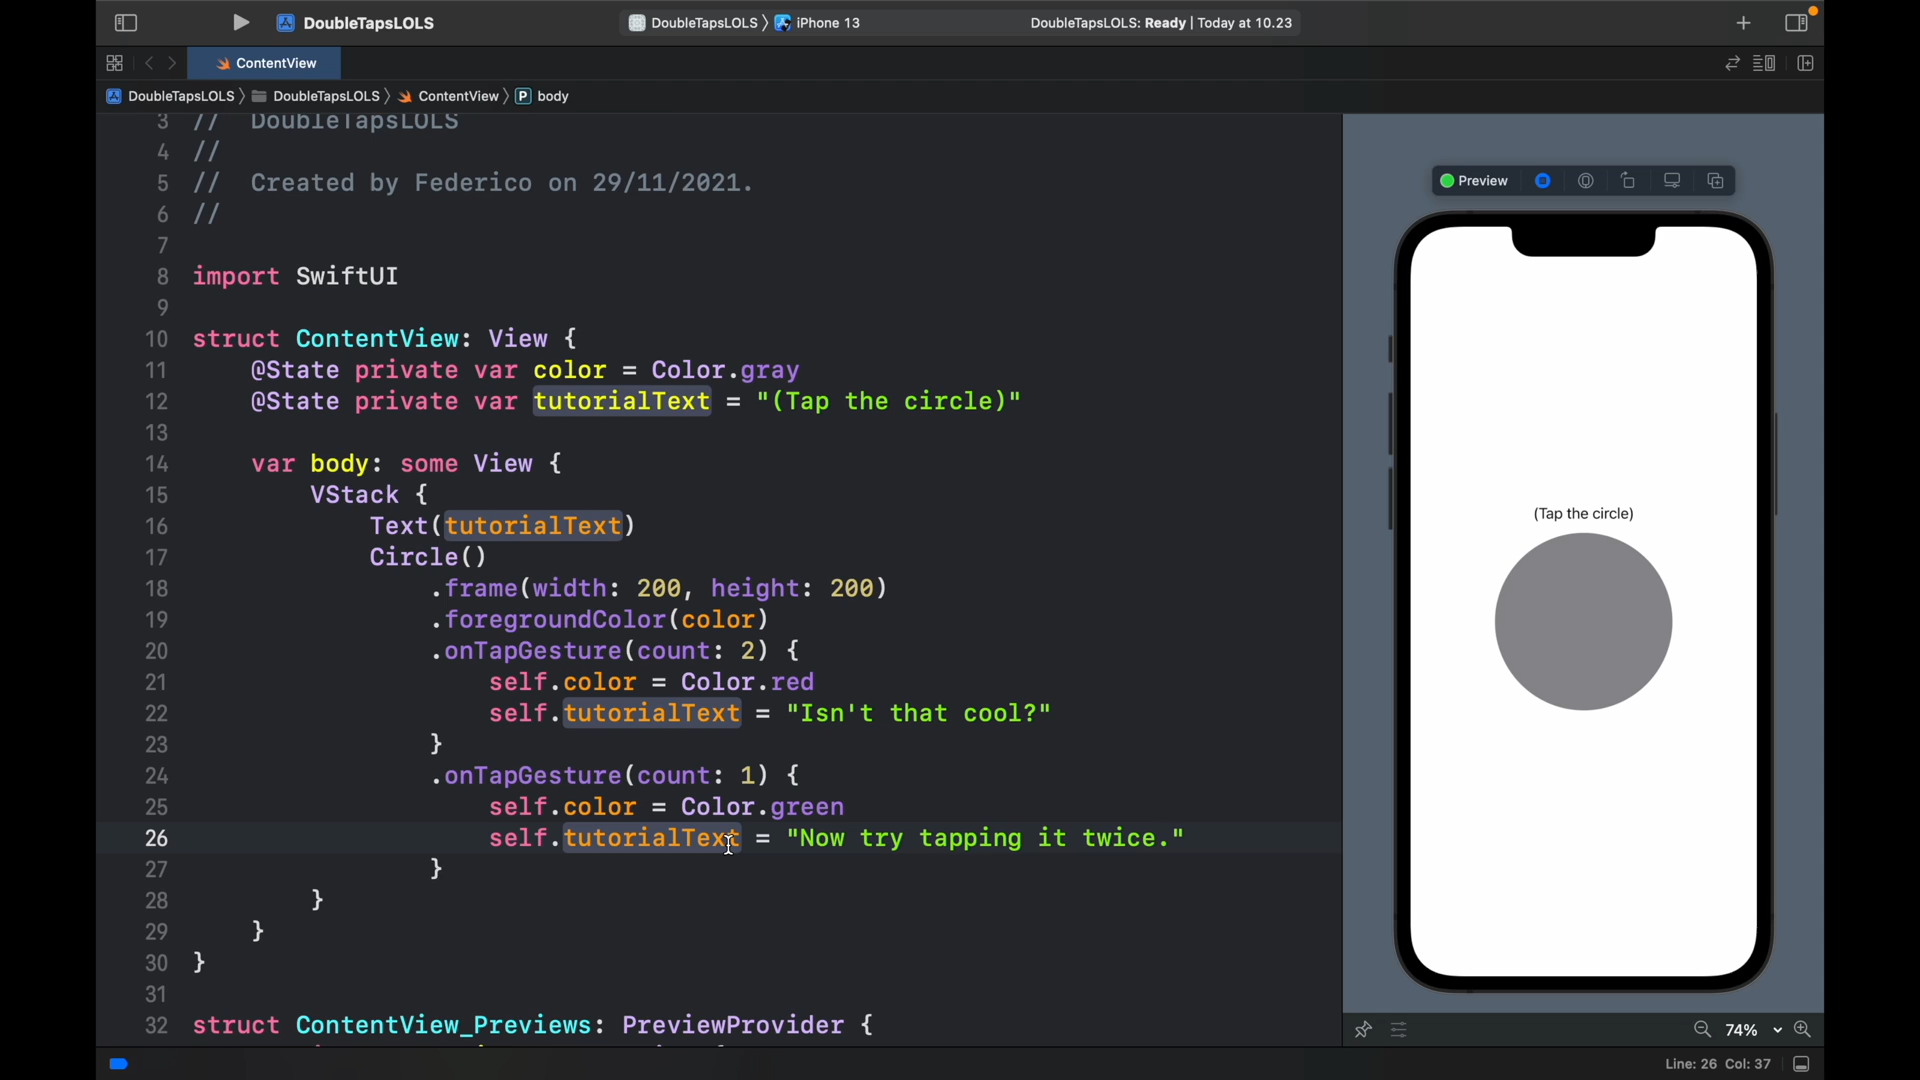 DoubleTapsLOLS
DoubleTapsLOLS 〉 iPhone 13
DoubleTapsLOLS: Ready | Today at 10.23
ContentView
DoubleTapsLOLS 〉 DoubleTapsLOLS 〉 ContentView 〉 P body
3 //  DoubleTapsLOLS
4 //
5 //  Created by Federico on 29/11/2021.
6 //
7
8 import SwiftUI
9
10 struct ContentView: View {
11     @State private var color = Color.gray
12     @State private var tutorialText = "(Tap the circle)"
13
14     var body: some View {
15         VStack {
16             Text(tutorialText)
17             Circle()
18                 .frame(width: 200, height: 200)
19                 .foregroundColor(color)
20                 .onTapGesture(count: 2) {
21                     self.color = Color.red
22                     self.tutorialText = "Isn't that cool?"
23                 }
24                 .onTapGesture(count: 1) {
25                     self.color = Color.green
26                     self.tutorialText = "Now try tapping it twice."
27                 }
28         }
29     }
30 }
31
32 struct ContentView_Previews: PreviewProvider {
Preview
(Tap the circle)
74%
Line: 26 Col: 37